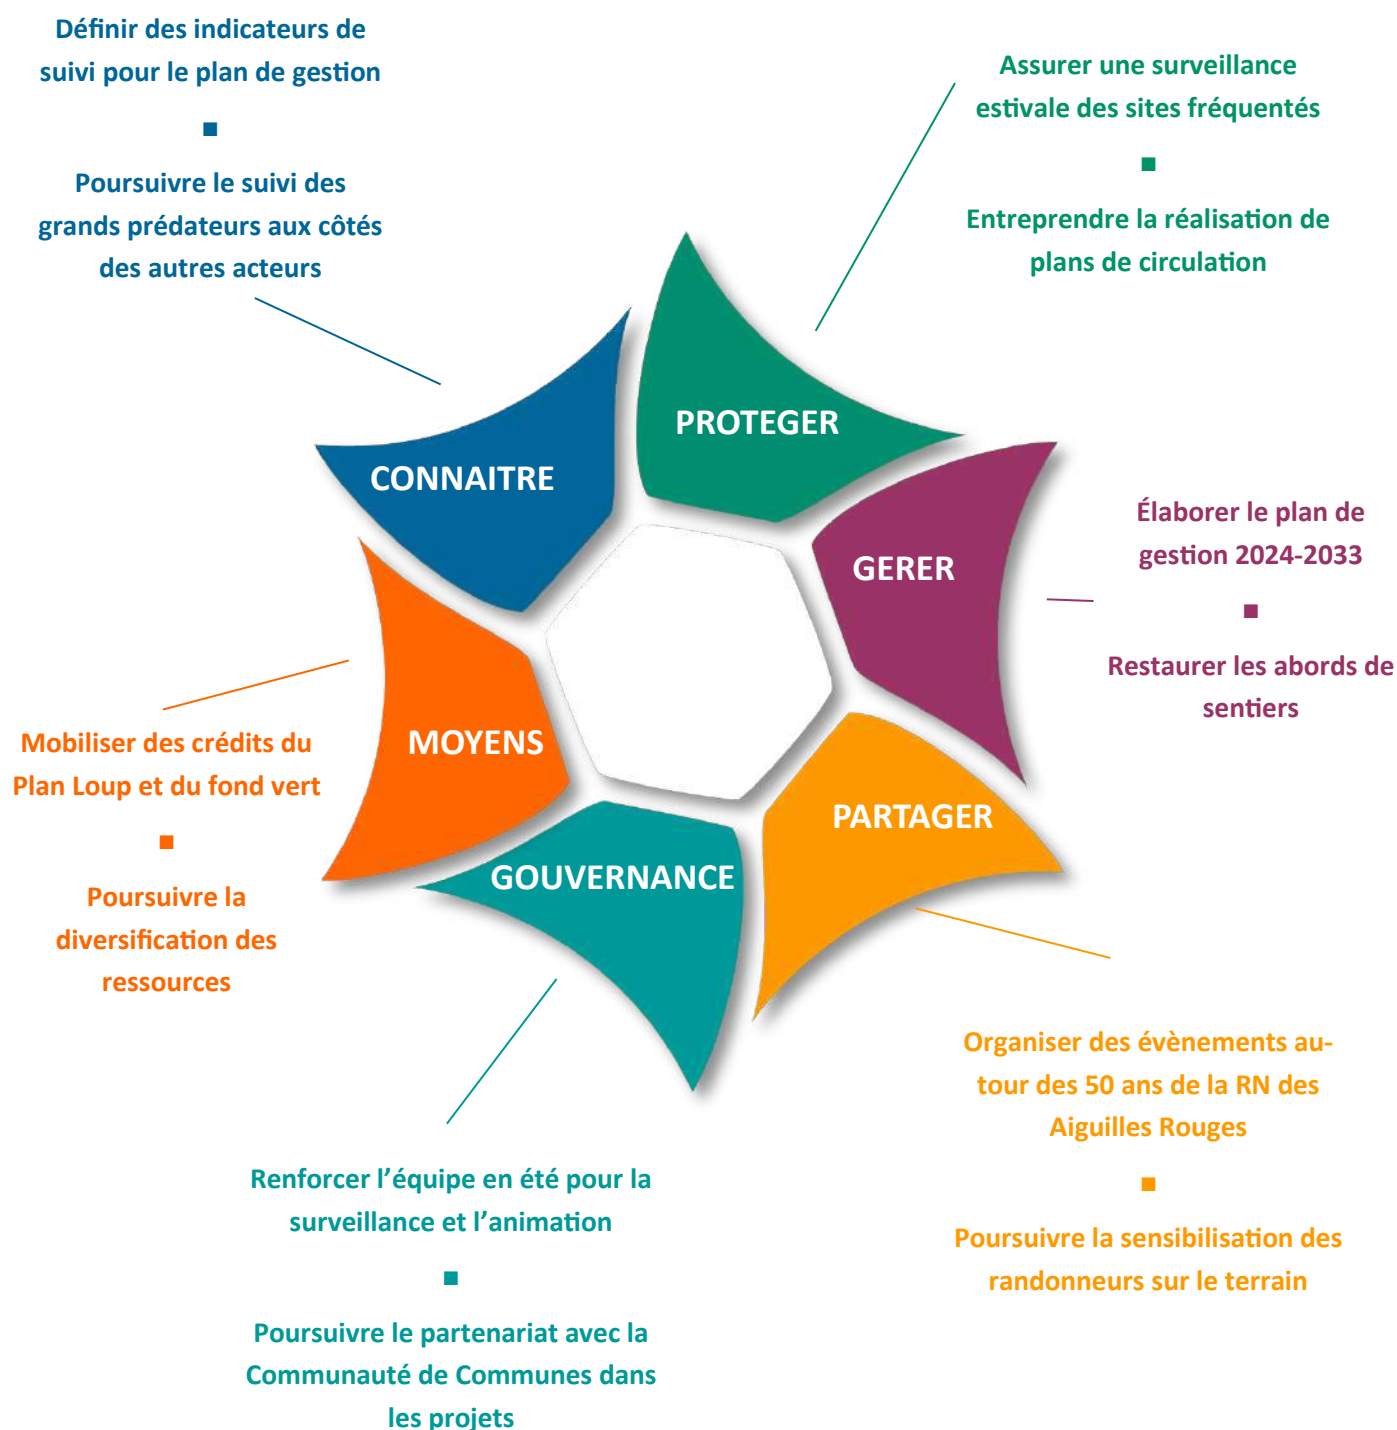 Définir des indicateurs de
suivi pour le plan de gestion
■
Poursuivre le suivi des
grands prédateurs aux côtés
des autres acteurs
Assurer une surveillance
estivale des sites fréquentés
■
Entreprendre la réalisation de
plans de circulation
PROTEGER
CONNAITRE
GERER
Élaborer le plan de
gestion 2024-2033
■
Restaurer les abords de
sentiers
MOYENS
Mobiliser des crédits du
Plan Loup et du fond vert
■
Poursuivre la
diversification des
ressources
PARTAGER
GOUVERNANCE
Organiser des évènements au-
tour des 50 ans de la RN des
Aiguilles Rouges
■
Poursuivre la sensibilisation des
randonneurs sur le terrain
Renforcer l’équipe en été pour la
surveillance et l’animation
■
Poursuivre le partenariat avec la
Communauté de Communes dans
les projets